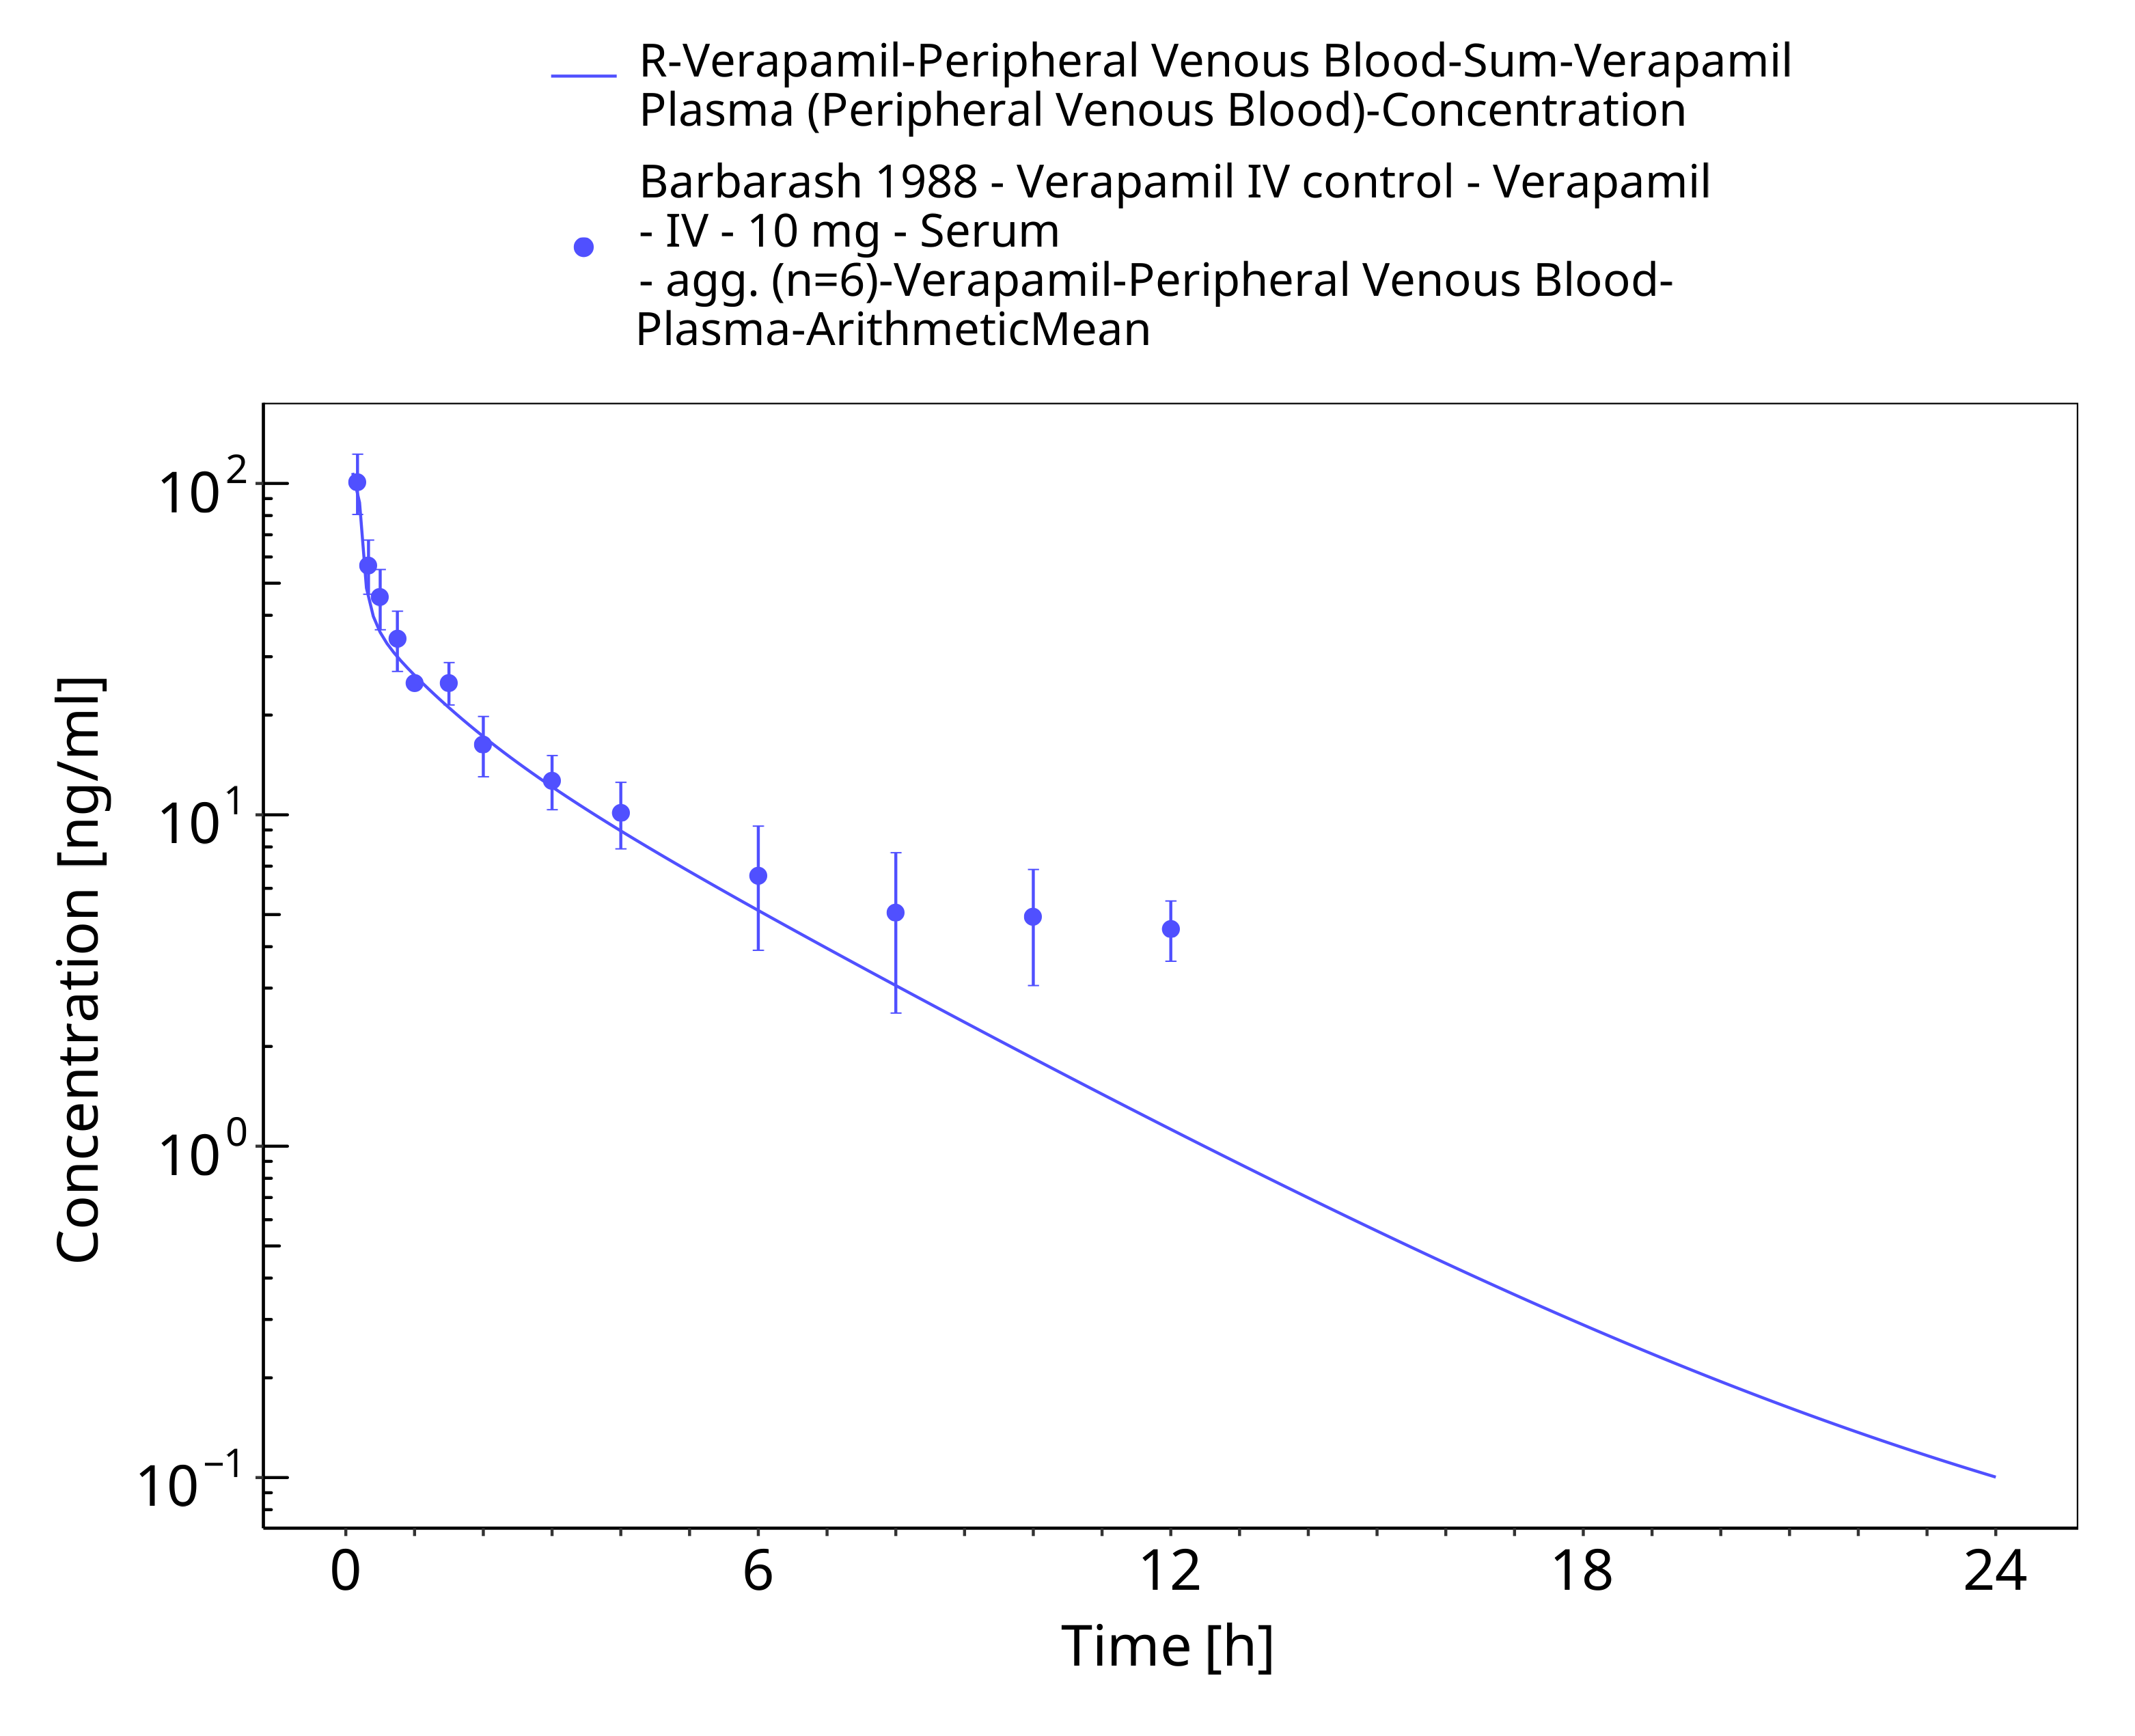 R-Verapamil-Peripheral Venous Blood-Sum-Verapamil
Plasma (Peripheral Venous Blood)-Concentration
Barbarash 1988 - Verapamil IV control - Verapamil
- IV - 10 mg - Serum
- agg. (n=6)-Verapamil-Peripheral Venous Blood-
Plasma-ArithmeticMean
Concentration [ng/ml]
10²
10¹
10⁰
10⁻¹
0 6 12 18 24
Time [h]